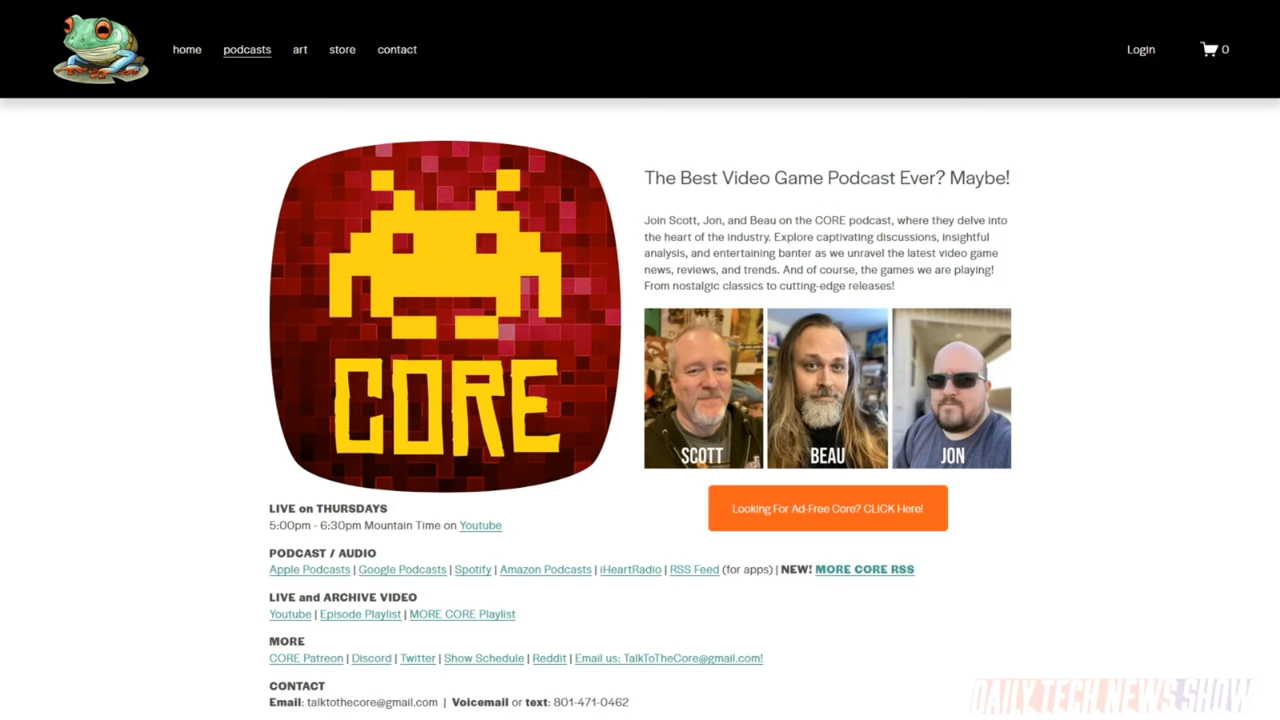 home podcasts art store contact Login 0
The Best Video Game Podcast Ever? Maybe!
Join Scott, Jon, and Beau on the CORE podcast, where they delve into
the heart of the industry. Explore captivating discussions, insightful
analysis, and entertaining banter as we unravel the latest video game
news, reviews, and trends. And of course, the games we are playing!
From nostalgic classics to cutting-edge releases!
CORE
SCOTT BEAU JON
Looking For Ad-Free Core? CLICK Here!
LIVE on THURSDAYS
5:00pm - 6:30pm Mountain Time on Youtube
PODCAST / AUDIO
Apple Podcasts | Google Podcasts | Spotify | Amazon Podcasts | iHeartRadio | RSS Feed (for apps) | NEW! MORE CORE RSS
LIVE and ARCHIVE VIDEO
Youtube | Episode Playlist | MORE CORE Playlist
MORE
CORE Patreon | Discord | Twitter | Show Schedule | Reddit | Email us: TalkToTheCore@gmail.com!
CONTACT
Email: talktothecore@gmail.com | Voicemail or text: 801-471-0462
DAILY TECH NEWS SHOW